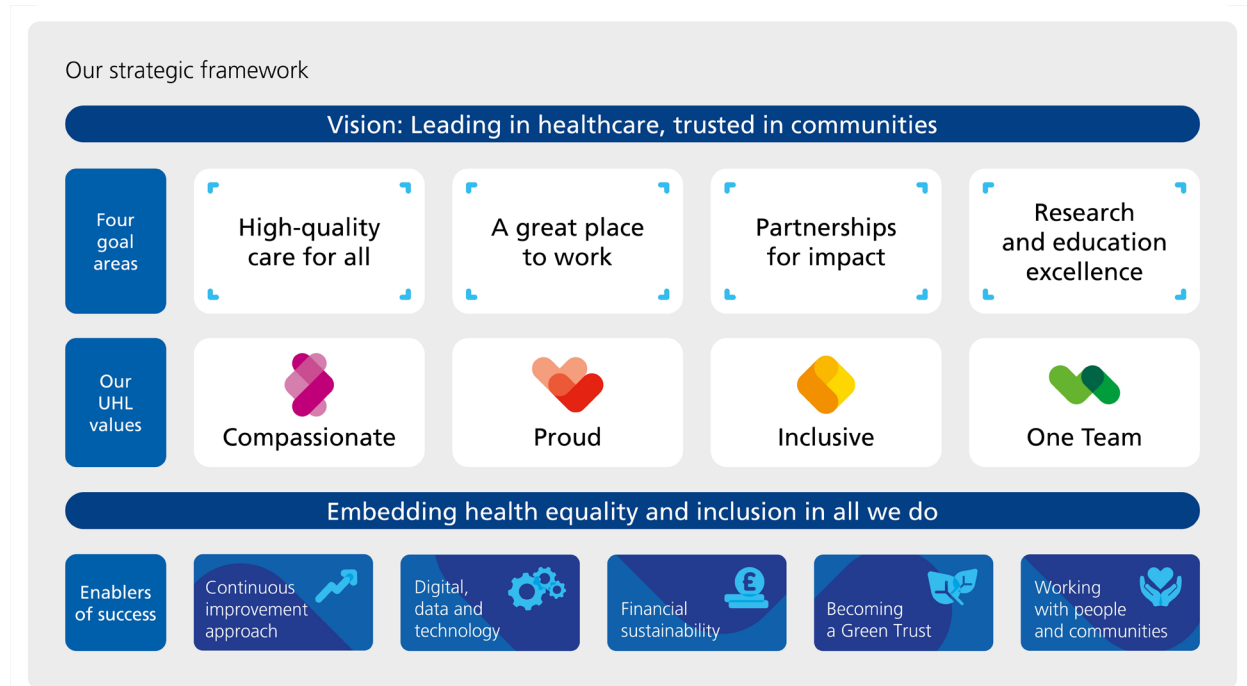 Our strategic framework
Vision: Leading in healthcare, trusted in communities
Four
goal
areas
High-quality
care for all
A great place
to work
Partnerships
for impact
Research
and education
excellence
Our
UHL
values
Compassionate
Proud
Inclusive
One Team
Embedding health equality and inclusion in all we do
Enablers
of success
Continuous
improvement
approach
Digital,
data and
technology
£
Financial
sustainability
Becoming
a Green Trust
Working
with people
and communities